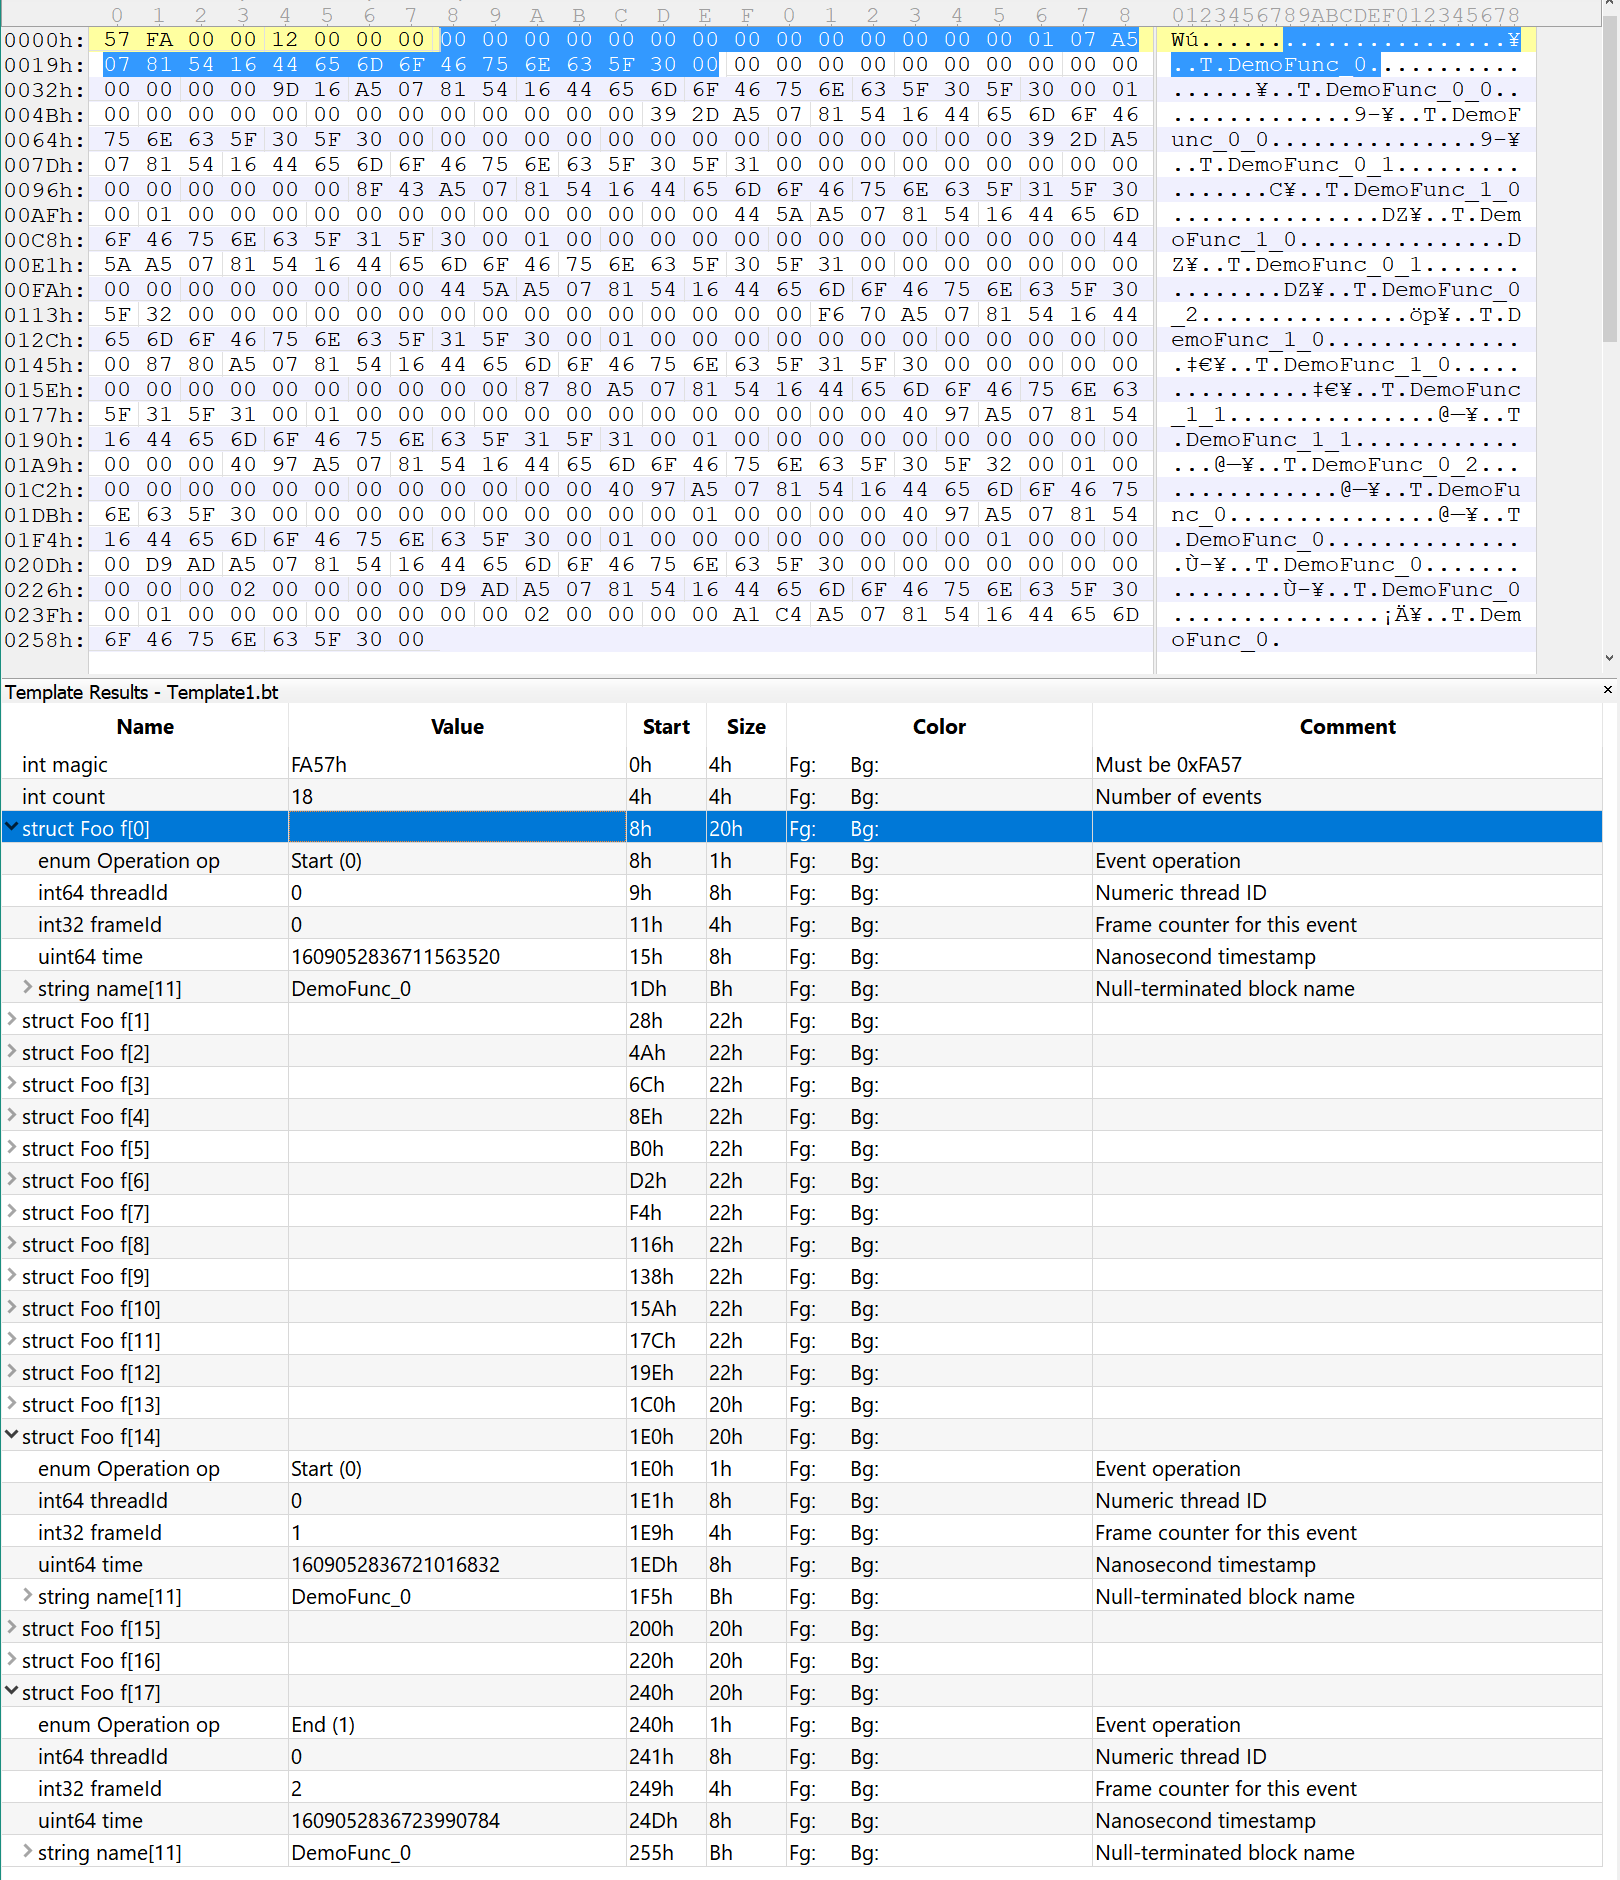 0 1 2 3 4 5 6 7 8 9 A B C D E F 0 1 2 3 4 5 6 7 8 0123456789ABCDEF012345678
0000h: 57 FA 00 00 12 00 00 00 00 00 00 00 00 00 00 00 00 00 00 00 00 00 01 07 A5 Wú......................¥
0019h: 07 81 54 16 44 65 6D 6F 46 75 6E 63 5F 30 00 00 00 00 00 00 00 00 00 00 00 ..T.DemoFunc_0...........
0032h: 00 00 00 00 9D 16 A5 07 81 54 16 44 65 6D 6F 46 75 6E 63 5F 30 5F 30 00 01 ......¥..T.DemoFunc_0_0..
004Bh: 00 00 00 00 00 00 00 00 00 00 00 00 00 39 2D A5 07 81 54 16 44 65 6D 6F 46 .............9-¥..T.DemoF
0064h: 75 6E 63 5F 30 5F 30 00 00 00 00 00 00 00 00 00 00 00 00 00 00 00 39 2D A5 unc_0_0...............9-¥
007Dh: 07 81 54 16 44 65 6D 6F 46 75 6E 63 5F 30 5F 31 00 00 00 00 00 00 00 00 00 ..T.DemoFunc_0_1.........
0096h: 00 00 00 00 00 00 8F 43 A5 07 81 54 16 44 65 6D 6F 46 75 6E 63 5F 31 5F 30 .......C¥..T.DemoFunc_1_0
00AFh: 00 01 00 00 00 00 00 00 00 00 00 00 00 00 00 44 5A A5 07 81 54 16 44 65 6D ...............DZ¥..T.Dem
00C8h: 6F 46 75 6E 63 5F 31 5F 30 00 01 00 00 00 00 00 00 00 00 00 00 00 00 00 44 oFunc_1_0...............D
00E1h: 5A A5 07 81 54 16 44 65 6D 6F 46 75 6E 63 5F 30 5F 31 00 00 00 00 00 00 00 Z¥..T.DemoFunc_0_1.......
00FAh: 00 00 00 00 00 00 00 00 44 5A A5 07 81 54 16 44 65 6D 6F 46 75 6E 63 5F 30 ........DZ¥..T.DemoFunc_0
0113h: 5F 32 00 00 00 00 00 00 00 00 00 00 00 00 00 00 00 F6 70 A5 07 81 54 16 44 _2...............öp¥..T.D
012Ch: 65 6D 6F 46 75 6E 63 5F 31 5F 30 00 01 00 00 00 00 00 00 00 00 00 00 00 00 emoFunc_1_0..............
0145h: 00 87 80 A5 07 81 54 16 44 65 6D 6F 46 75 6E 63 5F 31 5F 30 00 00 00 00 00 .‡€¥..T.DemoFunc_1_0.....
015Eh: 00 00 00 00 00 00 00 00 00 00 87 80 A5 07 81 54 16 44 65 6D 6F 46 75 6E 63 ..........‡€¥..T.DemoFunc
0177h: 5F 31 5F 31 00 01 00 00 00 00 00 00 00 00 00 00 00 00 00 40 97 A5 07 81 54 _1_1...............@—¥..T
0190h: 16 44 65 6D 6F 46 75 6E 63 5F 31 5F 31 00 01 00 00 00 00 00 00 00 00 00 00 .DemoFunc_1_1............
01A9h: 00 00 00 40 97 A5 07 81 54 16 44 65 6D 6F 46 75 6E 63 5F 30 5F 32 00 01 00 ...@—¥..T.DemoFunc_0_2...
01C2h: 00 00 00 00 00 00 00 00 00 00 00 00 40 97 A5 07 81 54 16 44 65 6D 6F 46 75 ............@—¥..T.DemoFu
01DBh: 6E 63 5F 30 00 00 00 00 00 00 00 00 00 00 01 00 00 00 00 40 97 A5 07 81 54 nc_0...............@—¥..T
01F4h: 16 44 65 6D 6F 46 75 6E 63 5F 30 00 01 00 00 00 00 00 00 00 00 01 00 00 00 .DemoFunc_0..............
020Dh: 00 D9 AD A5 07 81 54 16 44 65 6D 6F 46 75 6E 63 5F 30 00 00 00 00 00 00 00 .Ù-¥..T.DemoFunc_0.......
0226h: 00 00 00 02 00 00 00 00 D9 AD A5 07 81 54 16 44 65 6D 6F 46 75 6E 63 5F 30 ........Ù-¥..T.DemoFunc_0
023Fh: 00 01 00 00 00 00 00 00 00 00 02 00 00 00 00 A1 C4 A5 07 81 54 16 44 65 6D ...............¡Ä¥..T.Dem
0258h: 6F 46 75 6E 63 5F 30 00 oFunc_0.
Template Results - Template1.bt
Name Value Start Size Color Comment
int magic FA57h 0h 4h Fg: Bg: Must be 0xFA57
int count 18 4h 4h Fg: Bg: Number of events
struct Foo f[0] 8h 20h Fg: Bg:
enum Operation op Start (0) 8h 1h Fg: Bg: Event operation
int64 threadId 0 9h 8h Fg: Bg: Numeric thread ID
int32 frameId 0 11h 4h Fg: Bg: Frame counter for this event
uint64 time 1609052836711563520 15h 8h Fg: Bg: Nanosecond timestamp
string name[11] DemoFunc_0 1Dh Bh Fg: Bg: Null-terminated block name
struct Foo f[1] 28h 22h Fg: Bg:
struct Foo f[2] 4Ah 22h Fg: Bg:
struct Foo f[3] 6Ch 22h Fg: Bg:
struct Foo f[4] 8Eh 22h Fg: Bg:
struct Foo f[5] B0h 22h Fg: Bg:
struct Foo f[6] D2h 22h Fg: Bg:
struct Foo f[7] F4h 22h Fg: Bg:
struct Foo f[8] 116h 22h Fg: Bg:
struct Foo f[9] 138h 22h Fg: Bg:
struct Foo f[10] 15Ah 22h Fg: Bg:
struct Foo f[11] 17Ch 22h Fg: Bg:
struct Foo f[12] 19Eh 22h Fg: Bg:
struct Foo f[13] 1C0h 20h Fg: Bg:
struct Foo f[14] 1E0h 20h Fg: Bg:
enum Operation op Start (0) 1E0h 1h Fg: Bg: Event operation
int64 threadId 0 1E1h 8h Fg: Bg: Numeric thread ID
int32 frameId 1 1E9h 4h Fg: Bg: Frame counter for this event
uint64 time 1609052836721016832 1EDh 8h Fg: Bg: Nanosecond timestamp
string name[11] DemoFunc_0 1F5h Bh Fg: Bg: Null-terminated block name
struct Foo f[15] 200h 20h Fg: Bg:
struct Foo f[16] 220h 20h Fg: Bg:
struct Foo f[17] 240h 20h Fg: Bg:
enum Operation op End (1) 240h 1h Fg: Bg: Event operation
int64 threadId 0 241h 8h Fg: Bg: Numeric thread ID
int32 frameId 2 249h 4h Fg: Bg: Frame counter for this event
uint64 time 1609052836723990784 24Dh 8h Fg: Bg: Nanosecond timestamp
string name[11] DemoFunc_0 255h Bh Fg: Bg: Null-terminated block name